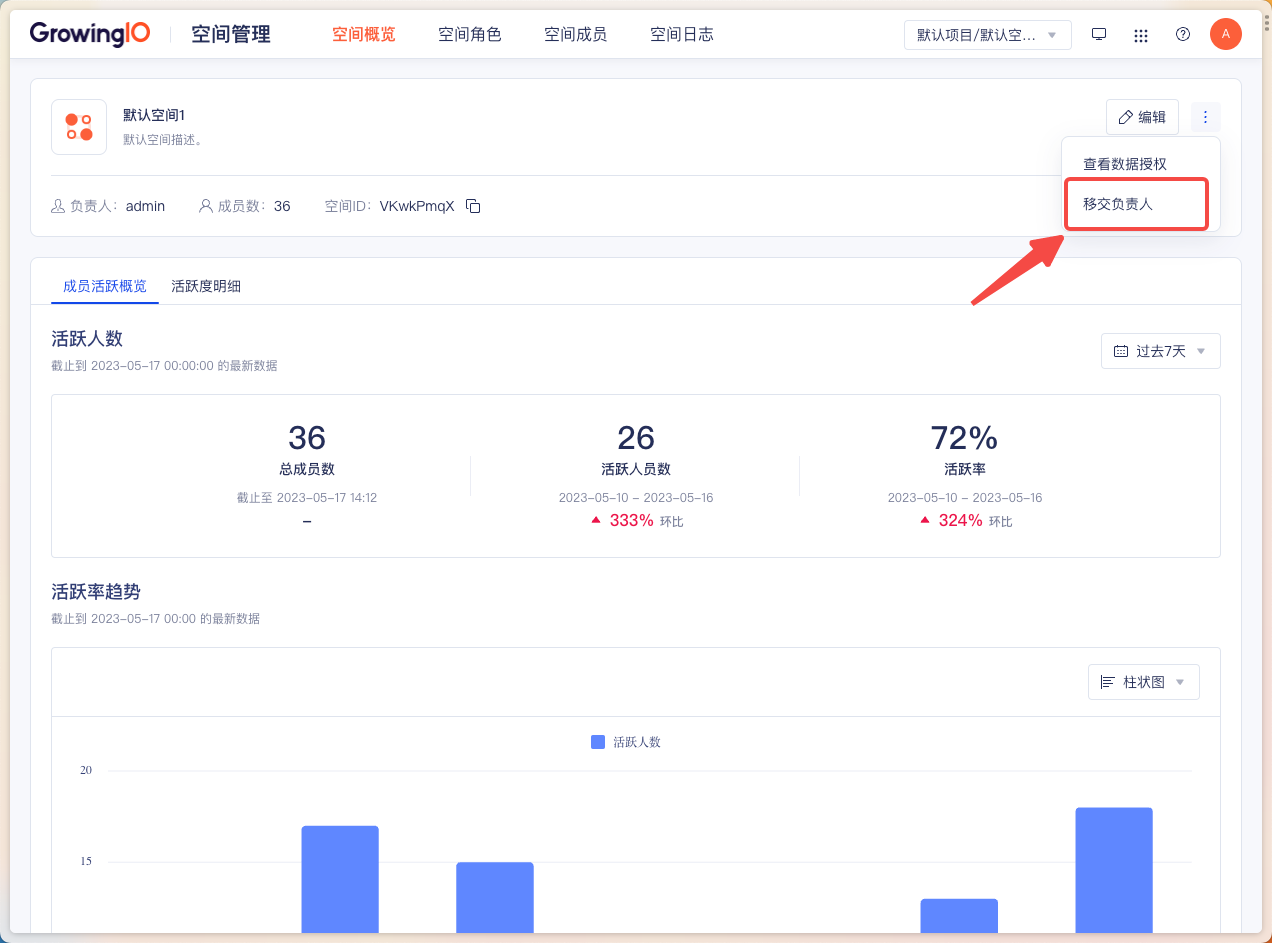 GrowingIO 空间管理 空间概览 空间角色 空间成员 空间日志 默认项目/默认空... A
默认空间1
默认空间描述。
编辑
查看数据授权
移交负责人
负责人: admin 成员数: 36 空间ID: VKwkPmqX
成员活跃概览 活跃度明细
活跃人数
截止到 2023-05-17 00:00:00 的最新数据
过去7天
36 26 72%
总成员数 活跃人员数 活跃率
截止至 2023-05-17 14:12 2023-05-10 - 2023-05-16 2023-05-10 - 2023-05-16
- 333% 环比 324% 环比
活跃率趋势
截止到 2023-05-17 00:00 的最新数据
柱状图
活跃人数
20
15